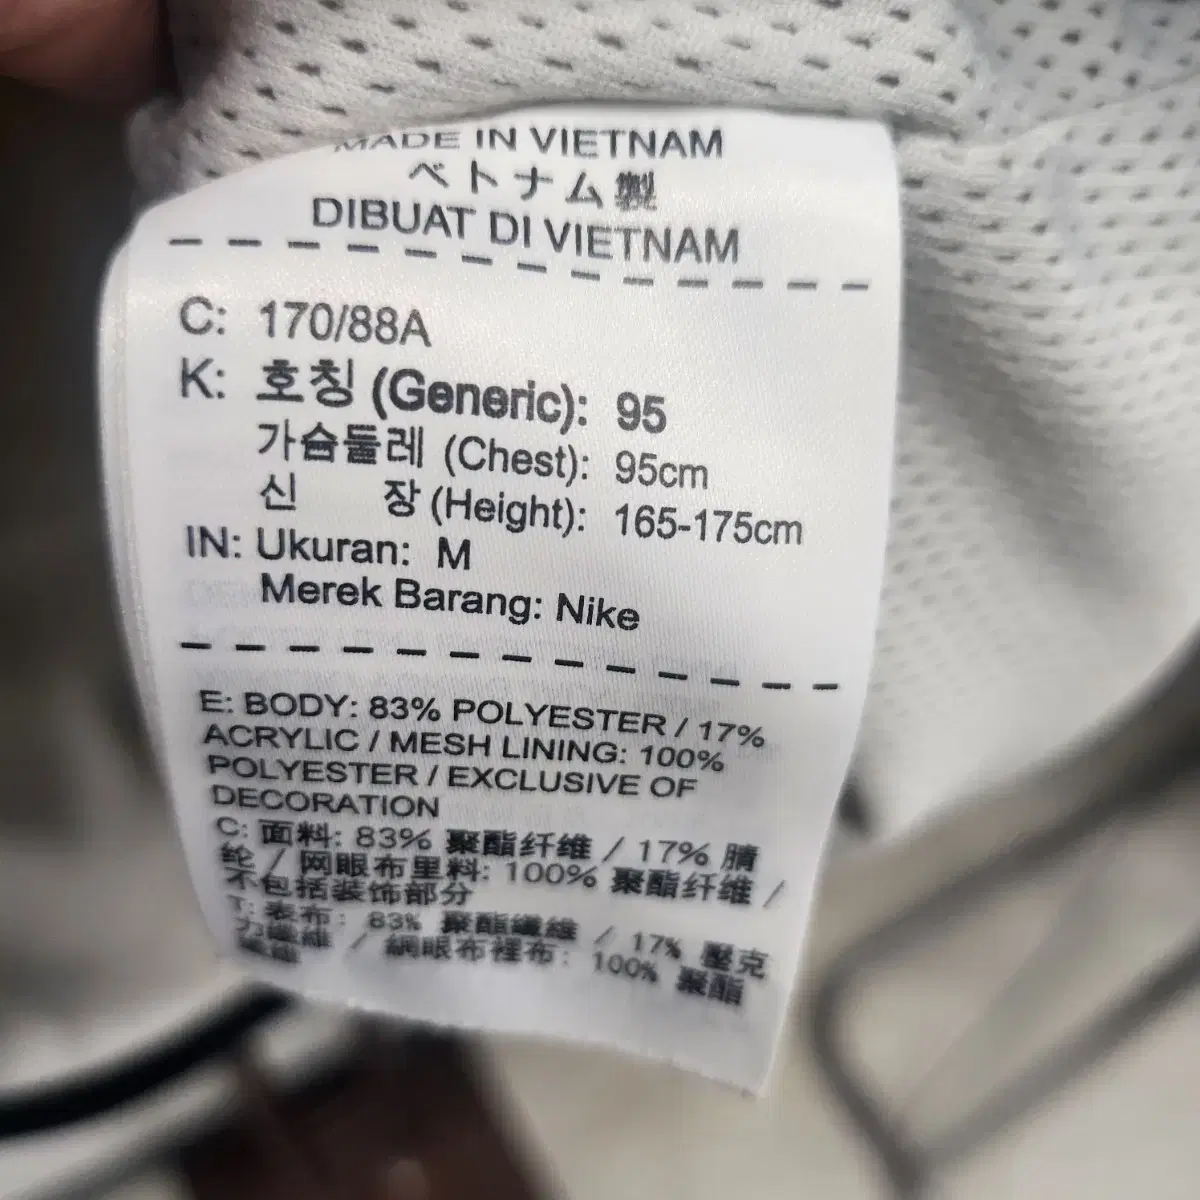 MADE IN VIETNAM
ベトナム製
DIBUAT DI VIETNAM
C: 170/88A
K: 호칭 (Generic): 95
가슴둘레 (Chest): 95cm
신 장 (Height): 165-175cm
IN: Ukuran: M
Merek Barang: Nike
E: BODY: 83% POLYESTER / 17%
ACRYLIC / MESH LINING: 100%
POLYESTER / EXCLUSIVE OF
DECORATION
C: 面料: 83% 聚酯纤维 / 17% 腈
纶 / 网眼布里料: 100% 聚酯纤维 /
不包括装饰部分
T: 表布: 83% 聚酯纖維 / 17% 壓克
力纖維 / 網眼布裡布: 100% 聚酯